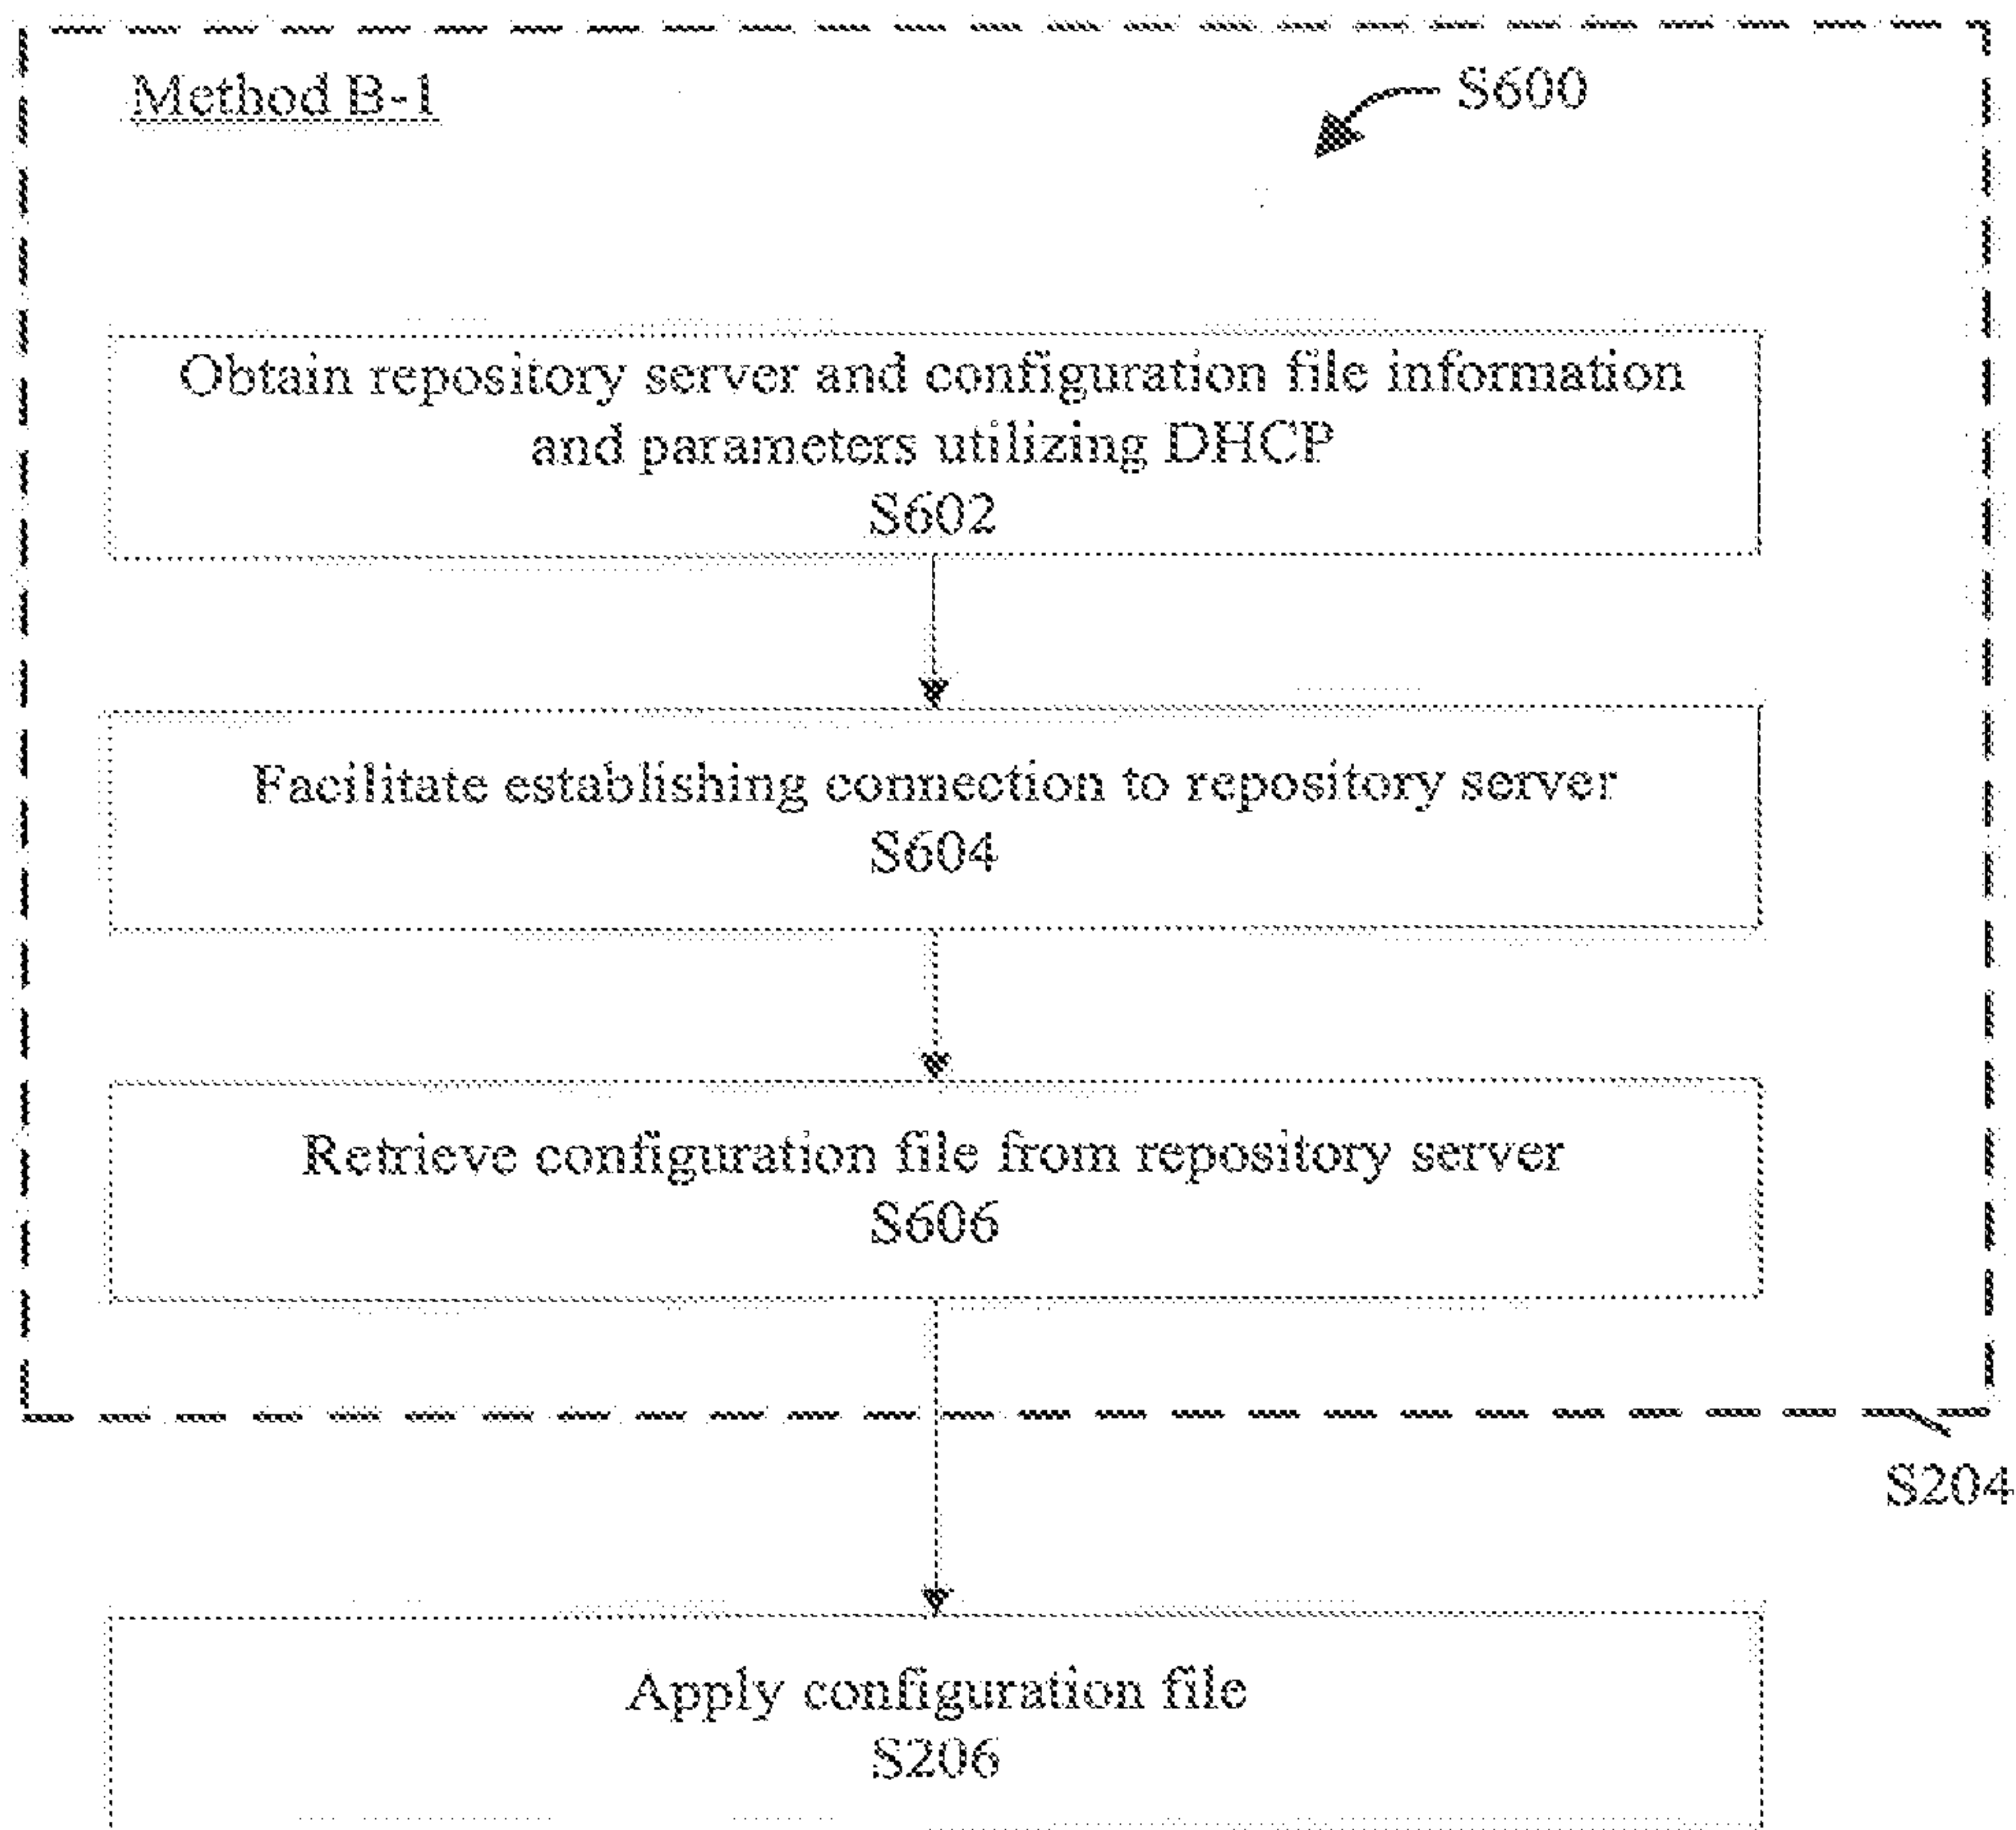 Method B-1
S600
Obtain repository server and configuration file information
and parameters utilizing DHCP
S602
Facilitate establishing connection to repository server
S604
Retrieve configuration file from repository server
S606
S204
Apply configuration file
S206